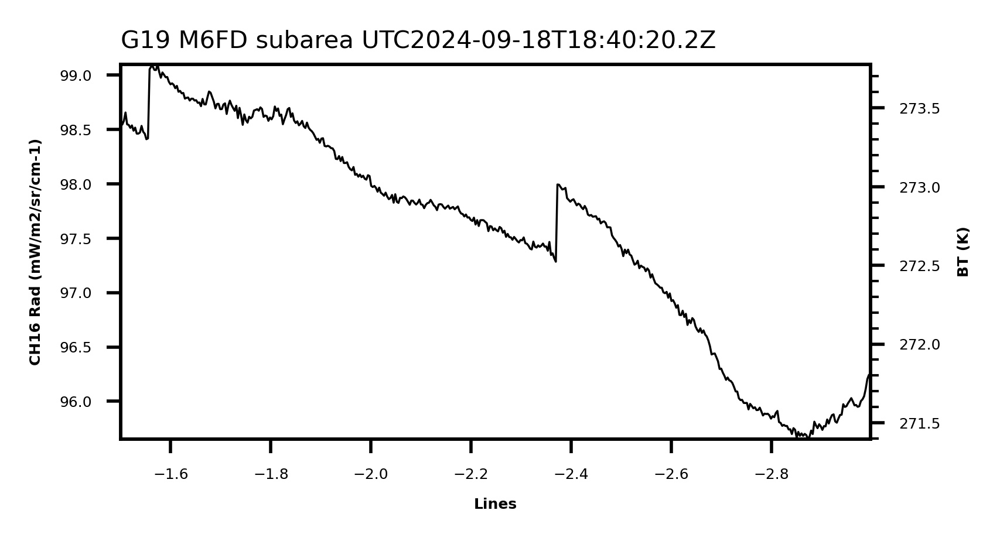 G19 M6FD subarea UTC2024-09-18T18:40:20.2Z
CH16 Rad (mW/m2/sr/cm-1)
99.0
98.5
98.0
97.5
97.0
96.5
96.0
273.5
273.0
272.5
272.0
271.5
BT (K)
−1.6 −1.8 −2.0 −2.2 −2.4 −2.6 −2.8
Lines